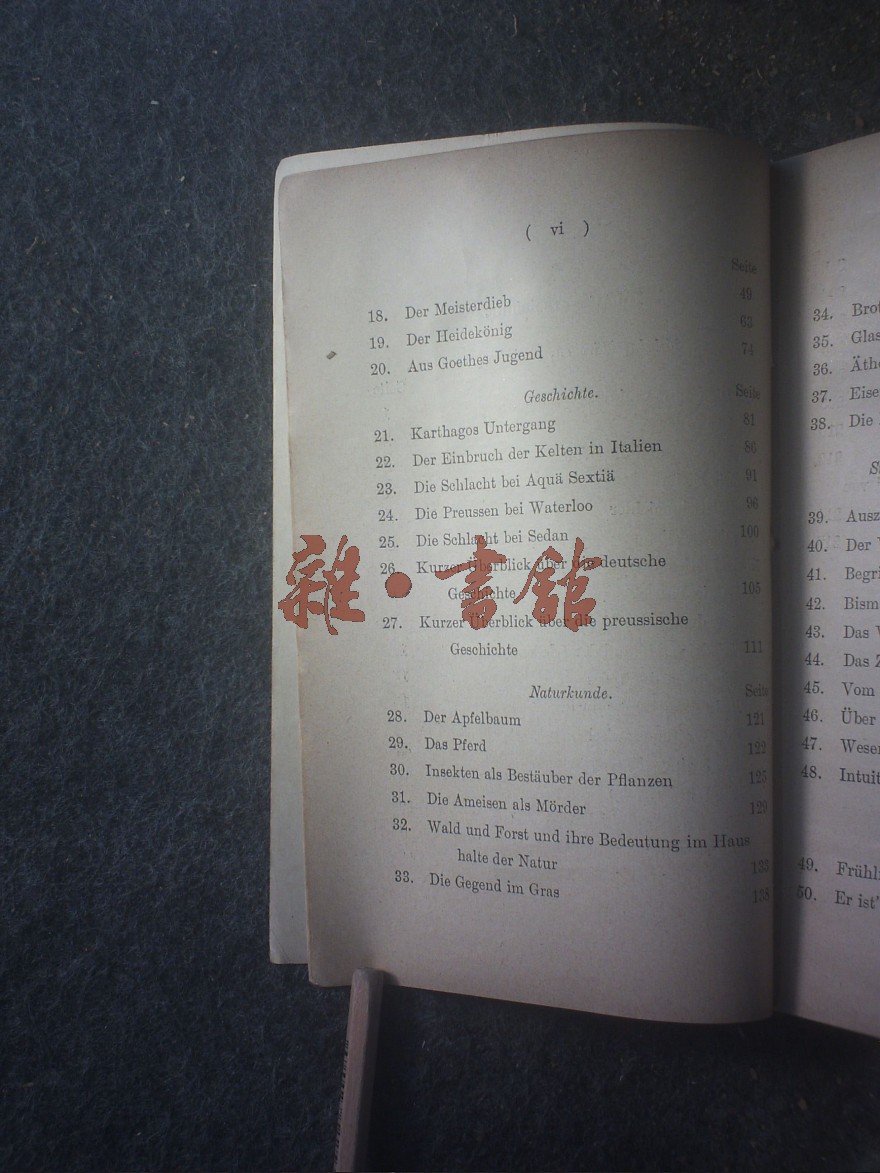 ( vi )
Seite
18. Der Meisterdieb 49
19. Der Heidekönig 63
20. Aus Goethes Jugend 74
Geschichte. Seite
21. Karthagos Untergang 81
22. Der Einbruch der Kelten in Italien 86
23. Die Schlacht bei Aquä Sextiä 91
24. Die Preussen bei Waterloo 96
25. Die Schlacht bei Sedan 100
26. Kurzer Überblick über die deutsche
Geschichte 105
27. Kurzer Überblick über die preussische
Geschichte 111
雜·書館
Naturkunde. Seite
28. Der Apfelbaum 121
29. Das Pferd 122
30. Insekten als Bestäuber der Pflanzen 125
31. Die Ameisen als Mörder 129
32. Wald und Forst und ihre Bedeutung im Haus
halte der Natur 133
33. Die Gegend im Gras 138
34. Brot
35. Glas
36. Äthe
37. Eise
38. Die
39. Ausz
40. Der
41. Begri
42. Bism
43. Das
44. Das Z
45. Vom
46. Über
47. Wesen
48. Intuit
49. Frühli
50. Er ist'